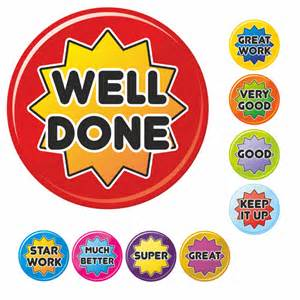 WELL
DONE
GREAT
WORK
VERY
GOOD
GOOD
KEEP
IT UP
STAR
WORK
MUCH
BETTER
SUPER
GREAT